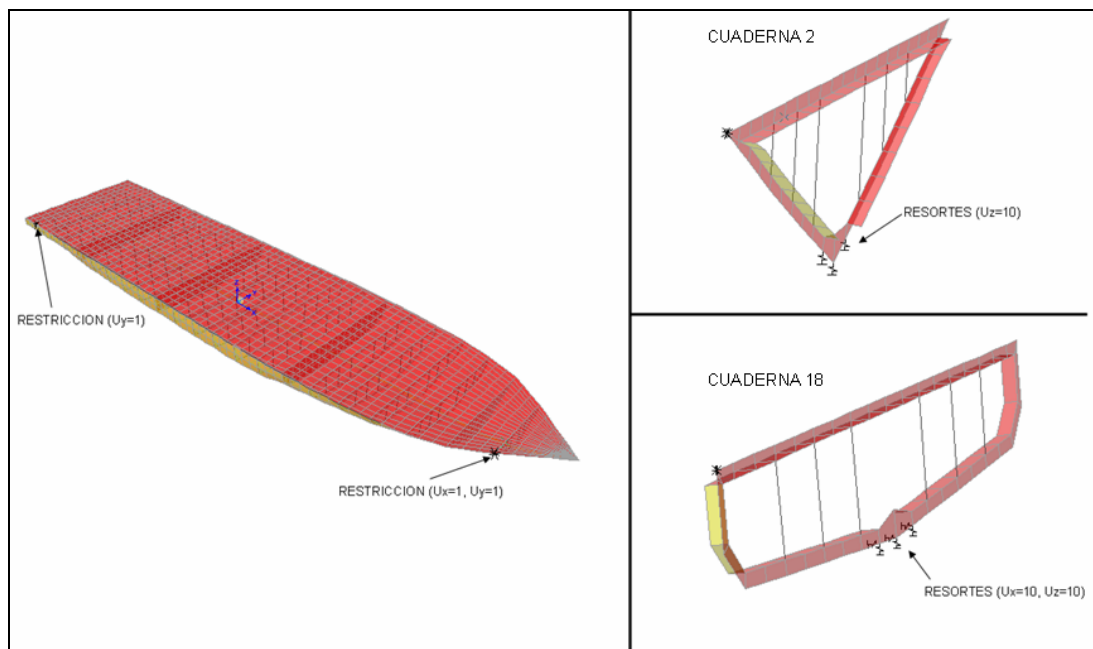 RESTRICCION (Uy=1)
RESTRICCION (Ux=1, Uy=1)
CUADERNA 2
RESORTES (Uz=10)
CUADERNA 18
RESORTES (Ux=10, Uz=10)